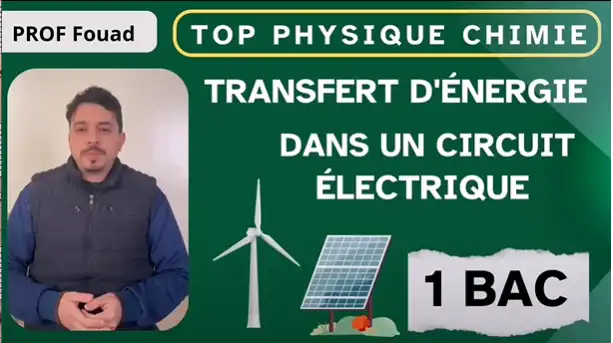 PROF Fouad
TOP PHYSIQUE CHIMIE
TRANSFERT D'ÉNERGIE
DANS UN CIRCUIT
ÉLECTRIQUE
1 BAC